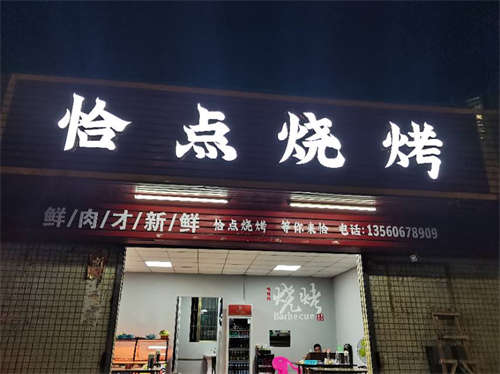 恰点烧烤
鲜/肉/才/新/鲜 恰点烧烤 等你来恰 电话:13560678909
烧烤
Barbecue